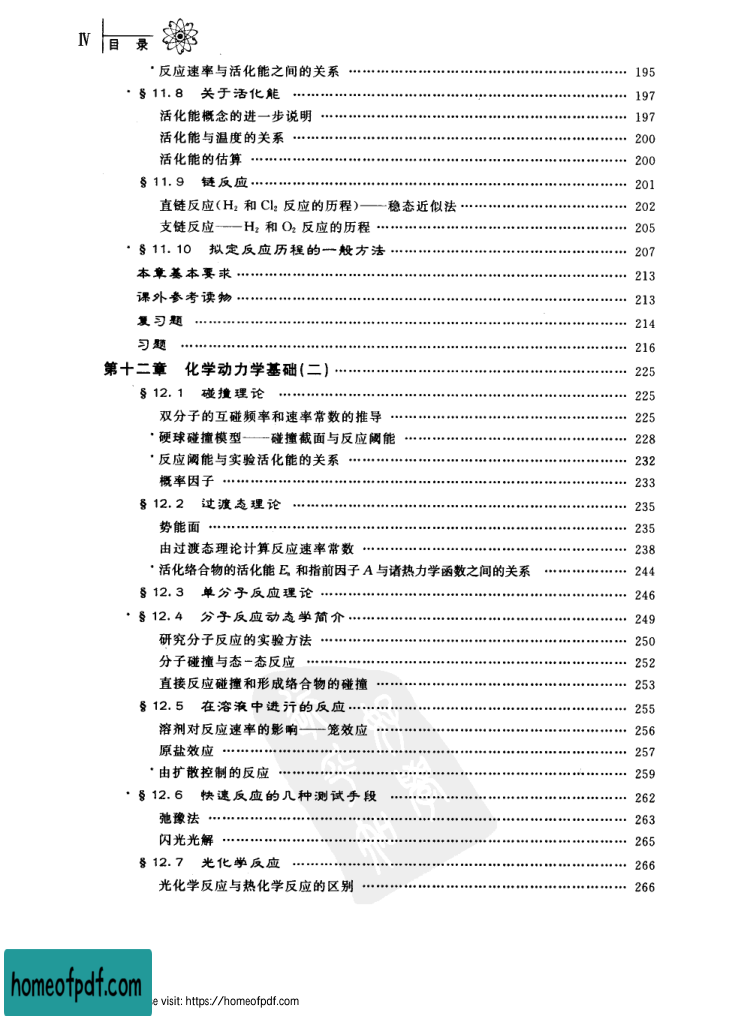 Ⅳ 目 录
*反应速率与活化能之间的关系 …… 195
*§ 11.8 关于活化能 …… 197
活化能概念的进一步说明 …… 197
活化能与温度的关系 …… 200
活化能的估算 …… 200
§ 11.9 链反应 …… 201
直链反应(H₂ 和 Cl₂ 反应的历程)——稳态近似法 …… 202
支链反应——H₂ 和 O₂ 反应的历程 …… 205
*§ 11.10 拟定反应历程的一般方法 …… 207
本章基本要求 …… 213
课外参考读物 …… 213
复习题 …… 214
习题 …… 216
第十二章 化学动力学基础(二) …… 225
§ 12.1 碰撞理论 …… 225
双分子的互碰频率和速率常数的推导 …… 225
*硬球碰撞模型——碰撞截面与反应阈能 …… 228
*反应阈能与实验活化能的关系 …… 232
概率因子 …… 233
§ 12.2 过渡态理论 …… 235
势能面 …… 235
由过渡态理论计算反应速率常数 …… 238
*活化络合物的活化能 Eₐ 和指前因子 A 与诸热力学函数之间的关系 …… 244
§ 12.3 单分子反应理论 …… 246
*§ 12.4 分子反应动态学简介 …… 249
研究分子反应的实验方法 …… 250
分子碰撞与态-态反应 …… 252
直接反应碰撞和形成络合物的碰撞 …… 253
§ 12.5 在溶液中进行的反应 …… 255
溶剂对反应速率的影响——笼效应 …… 256
原盐效应 …… 257
*由扩散控制的反应 …… 259
*§ 12.6 快速反应的几种测试手段 …… 262
弛豫法 …… 263
闪光光解 …… 265
§ 12.7 光化学反应 …… 266
光化学反应与热化学反应的区别 …… 266
homeofpdf.com
e visit: https://homeofpdf.com